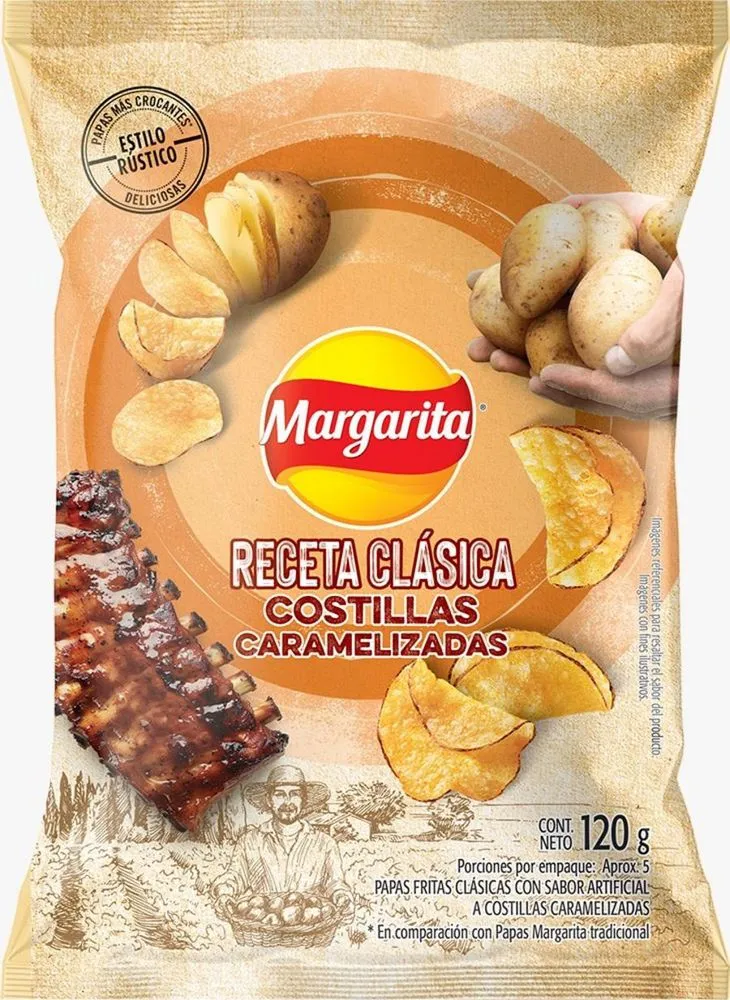 PAPAS MÁS CROCANTES*
ESTILO
RÚSTICO
DELICIOSAS
Margarita®
RECETA CLÁSICA
COSTILLAS
CARAMELIZADAS
Imágenes referenciales para resaltar el sabor del producto.
Imágenes con fines ilustrativos.
CONT.
NETO 120 g
Porciones por empaque: Aprox. 5
PAPAS FRITAS CLÁSICAS CON SABOR ARTIFICIAL
A COSTILLAS CARAMELIZADAS
* En comparación con Papas Margarita tradicional